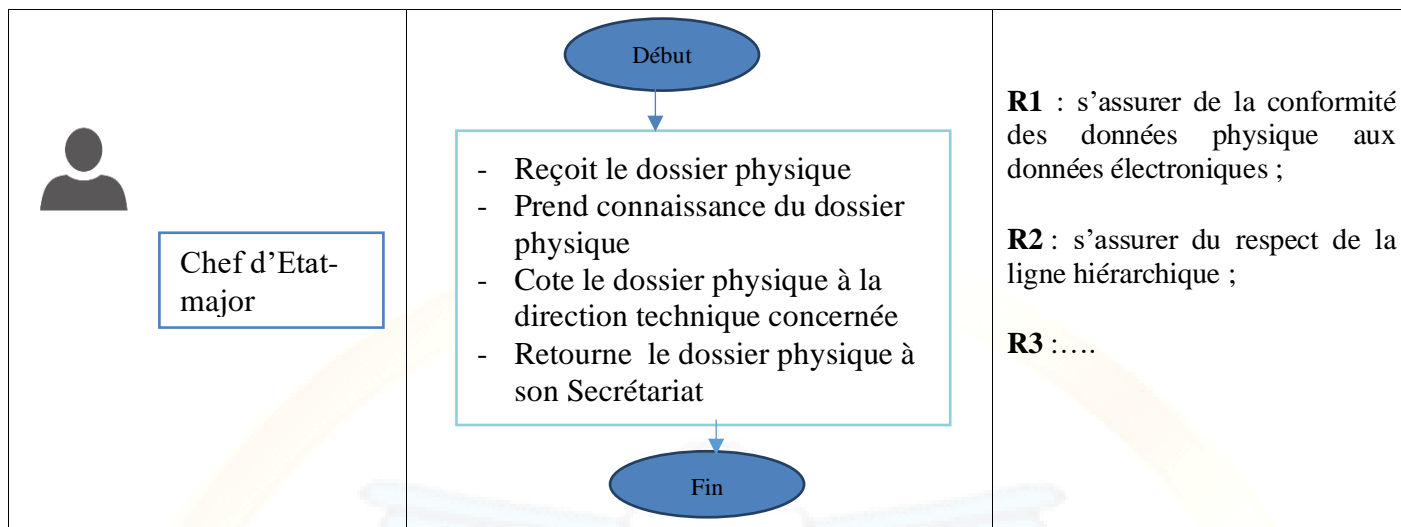 Chef d’Etat-
major
Début
- Reçoit le dossier physique
- Prend connaissance du dossier
physique
- Cote le dossier physique à la
direction technique concernée
- Retourne le dossier physique à
son Secrétariat
Fin
R1 : s’assurer de la conformité
des données physique aux
données électroniques ;
R2 : s’assurer du respect de la
ligne hiérarchique ;
R3 :….